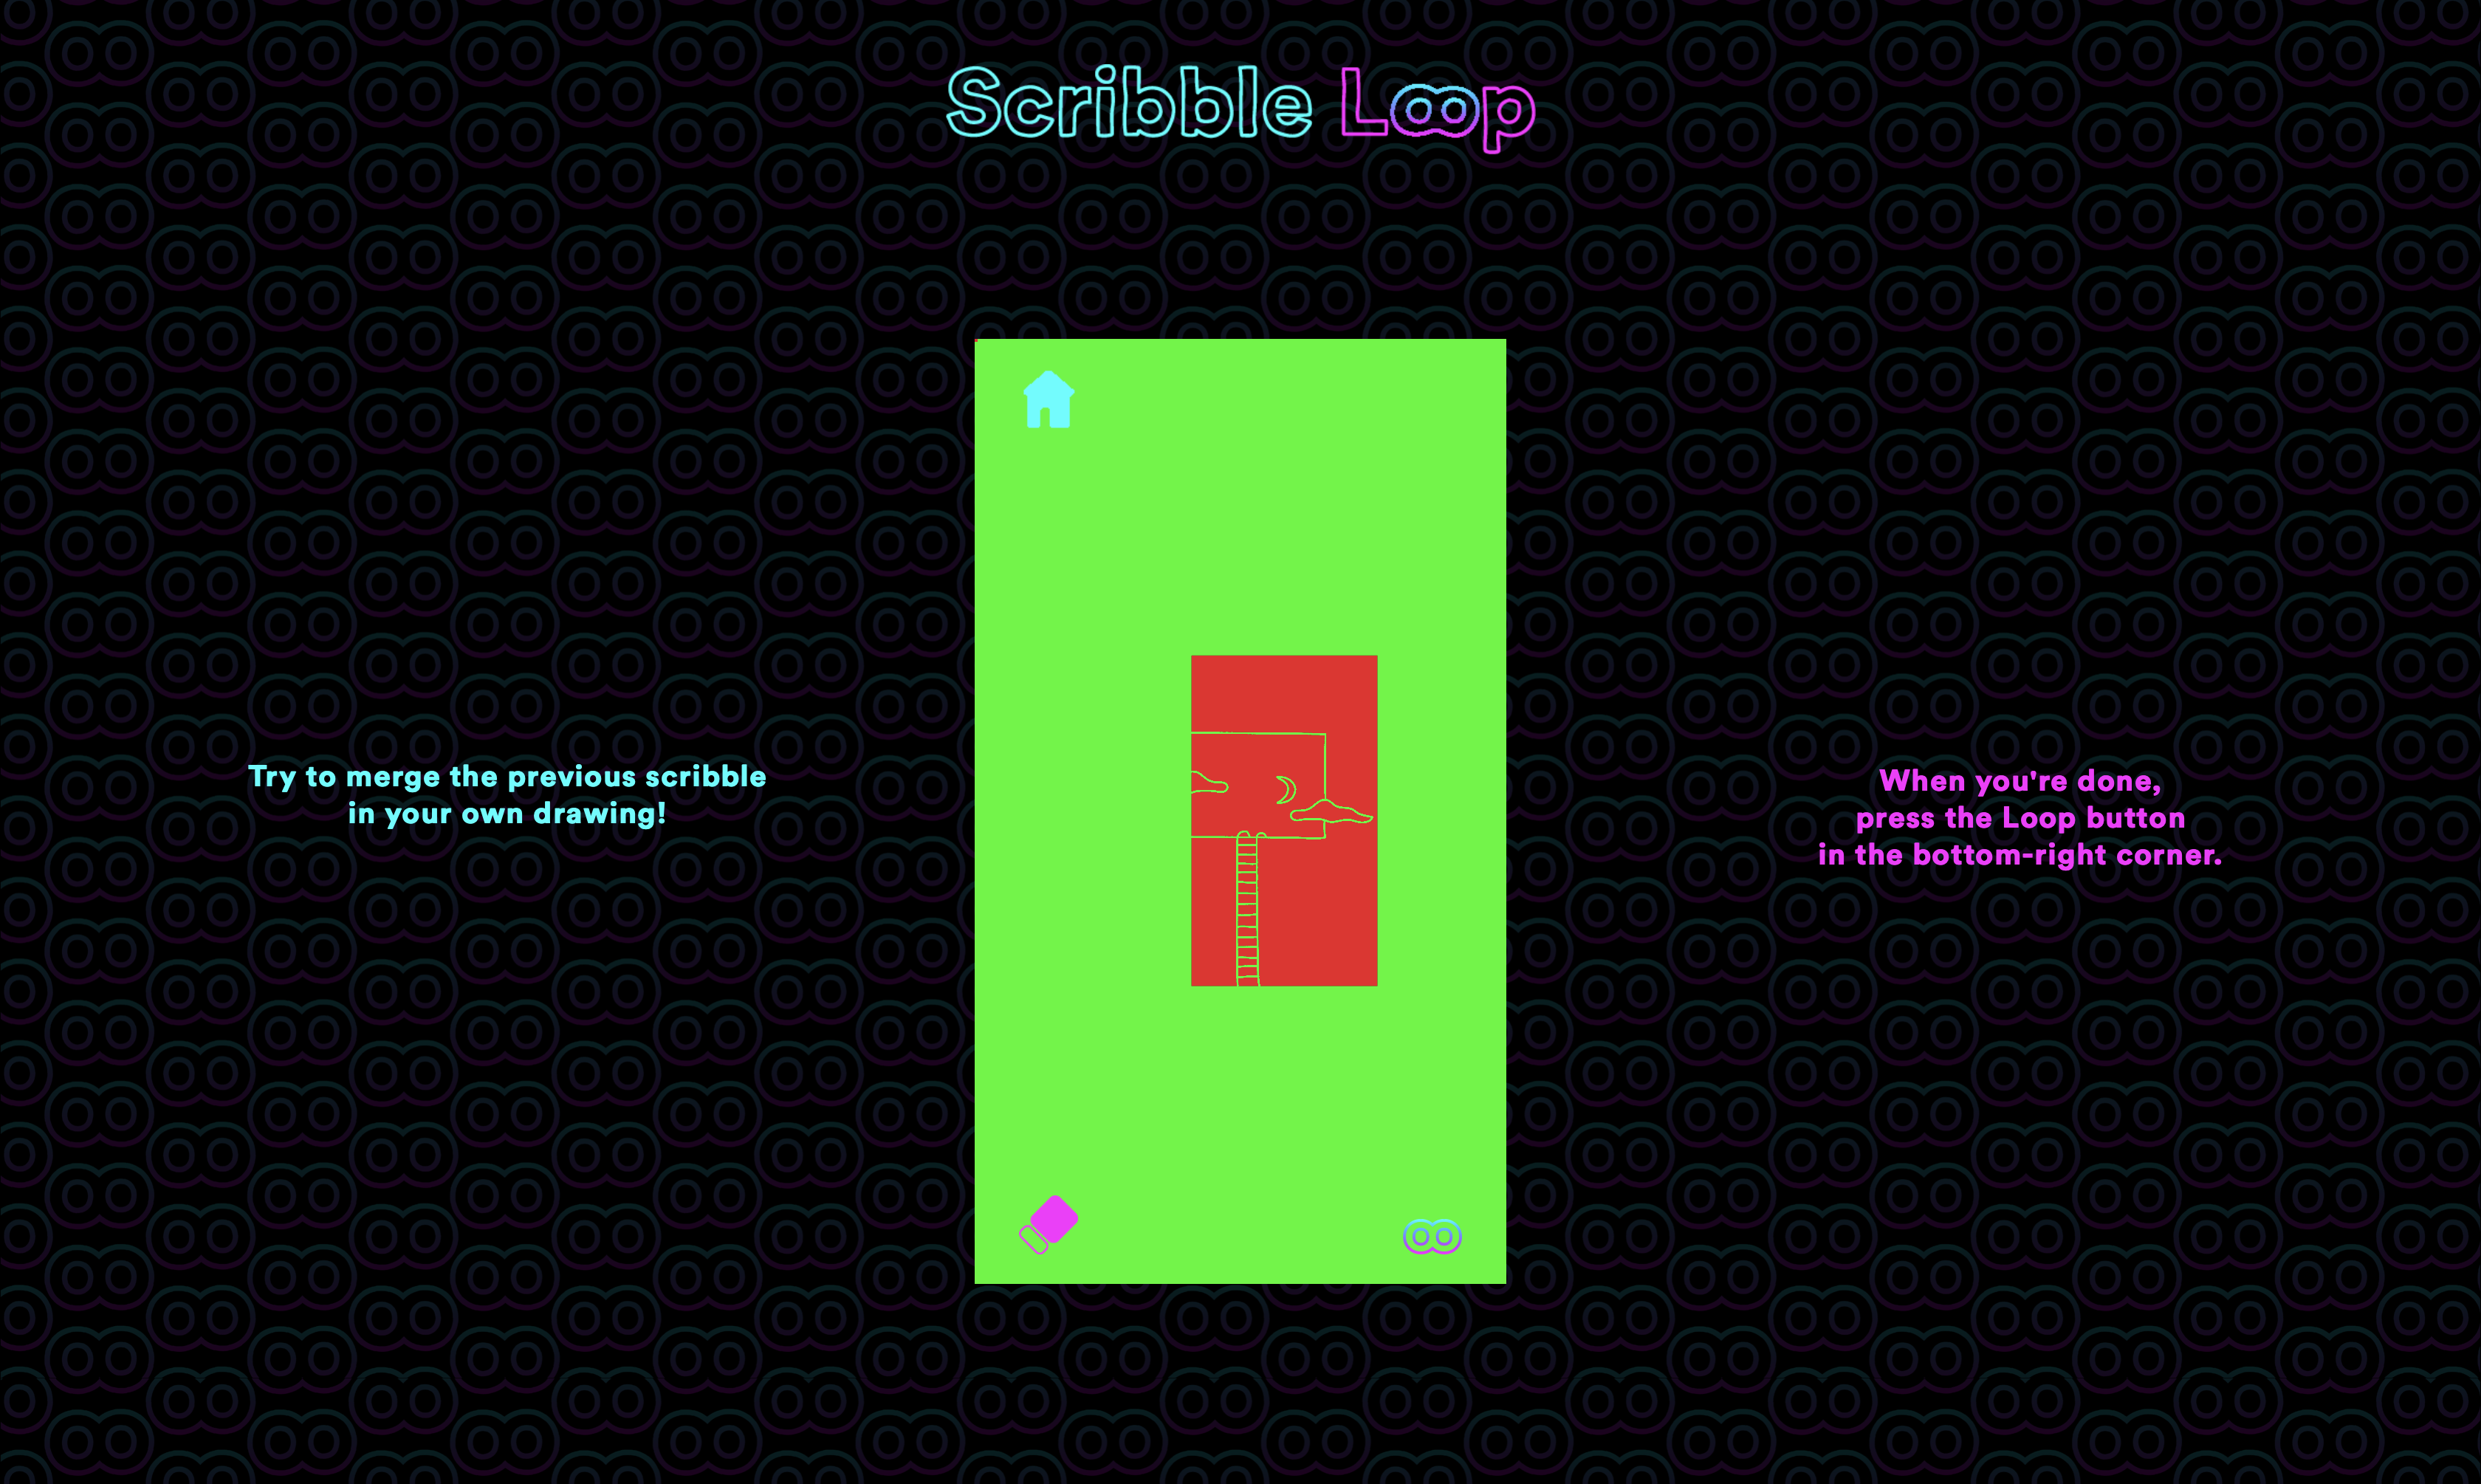 Scribble Loop
Try to merge the previous scribble
in your own drawing!
When you're done,
press the Loop button
in the bottom-right corner.